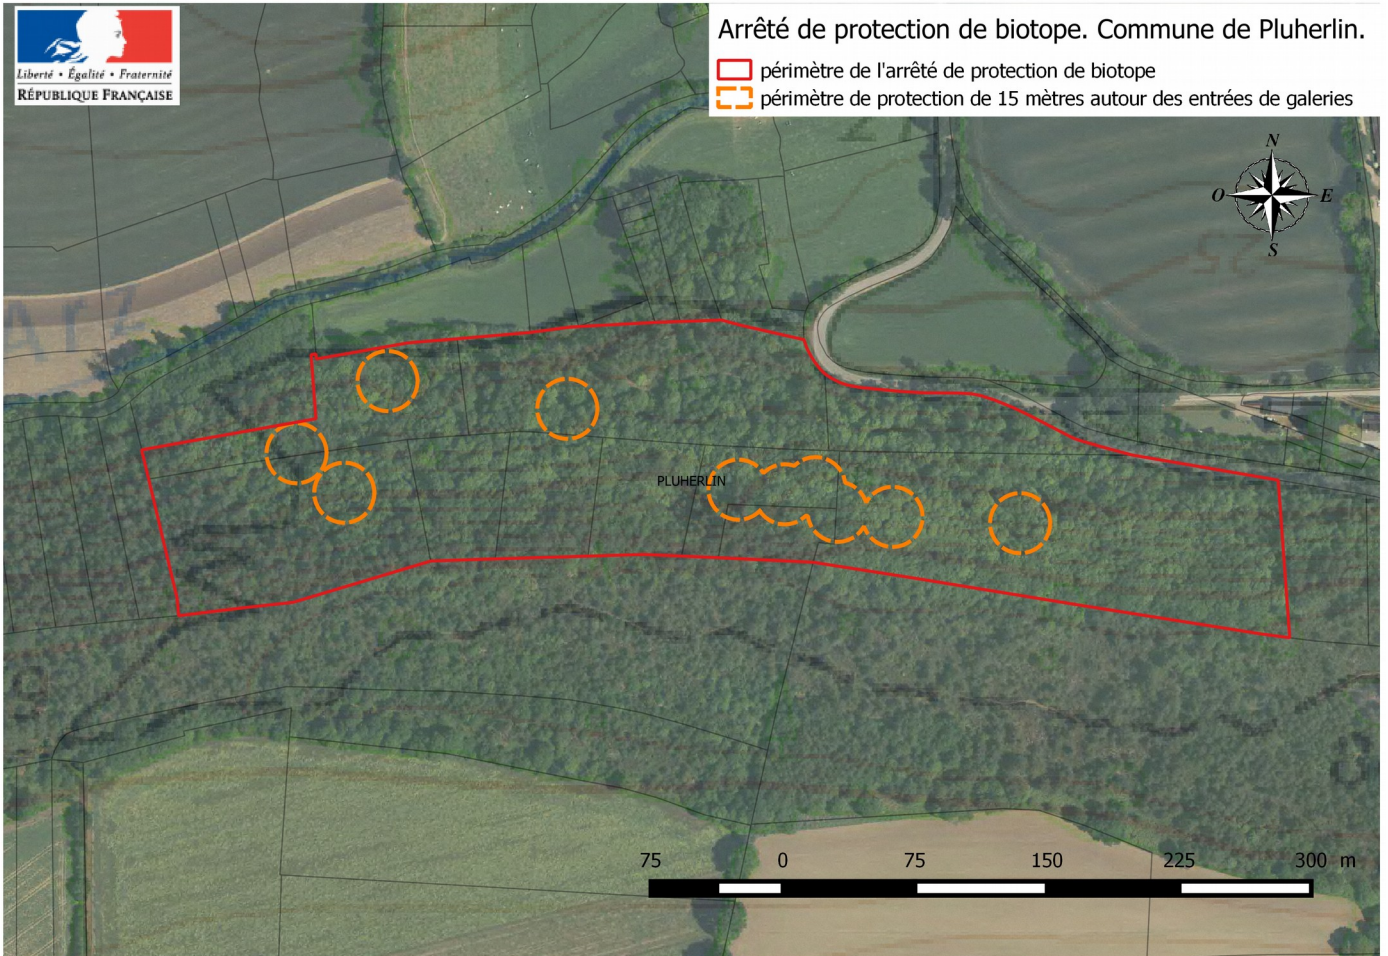 Liberté • Égalité • Fraternité
RÉPUBLIQUE FRANÇAISE
Arrêté de protection de biotope. Commune de Pluherlin.
périmètre de l'arrêté de protection de biotope
périmètre de protection de 15 mètres autour des entrées de galeries
N
O E
S
PLUHERLIN
75 0 75 150 225 300 m